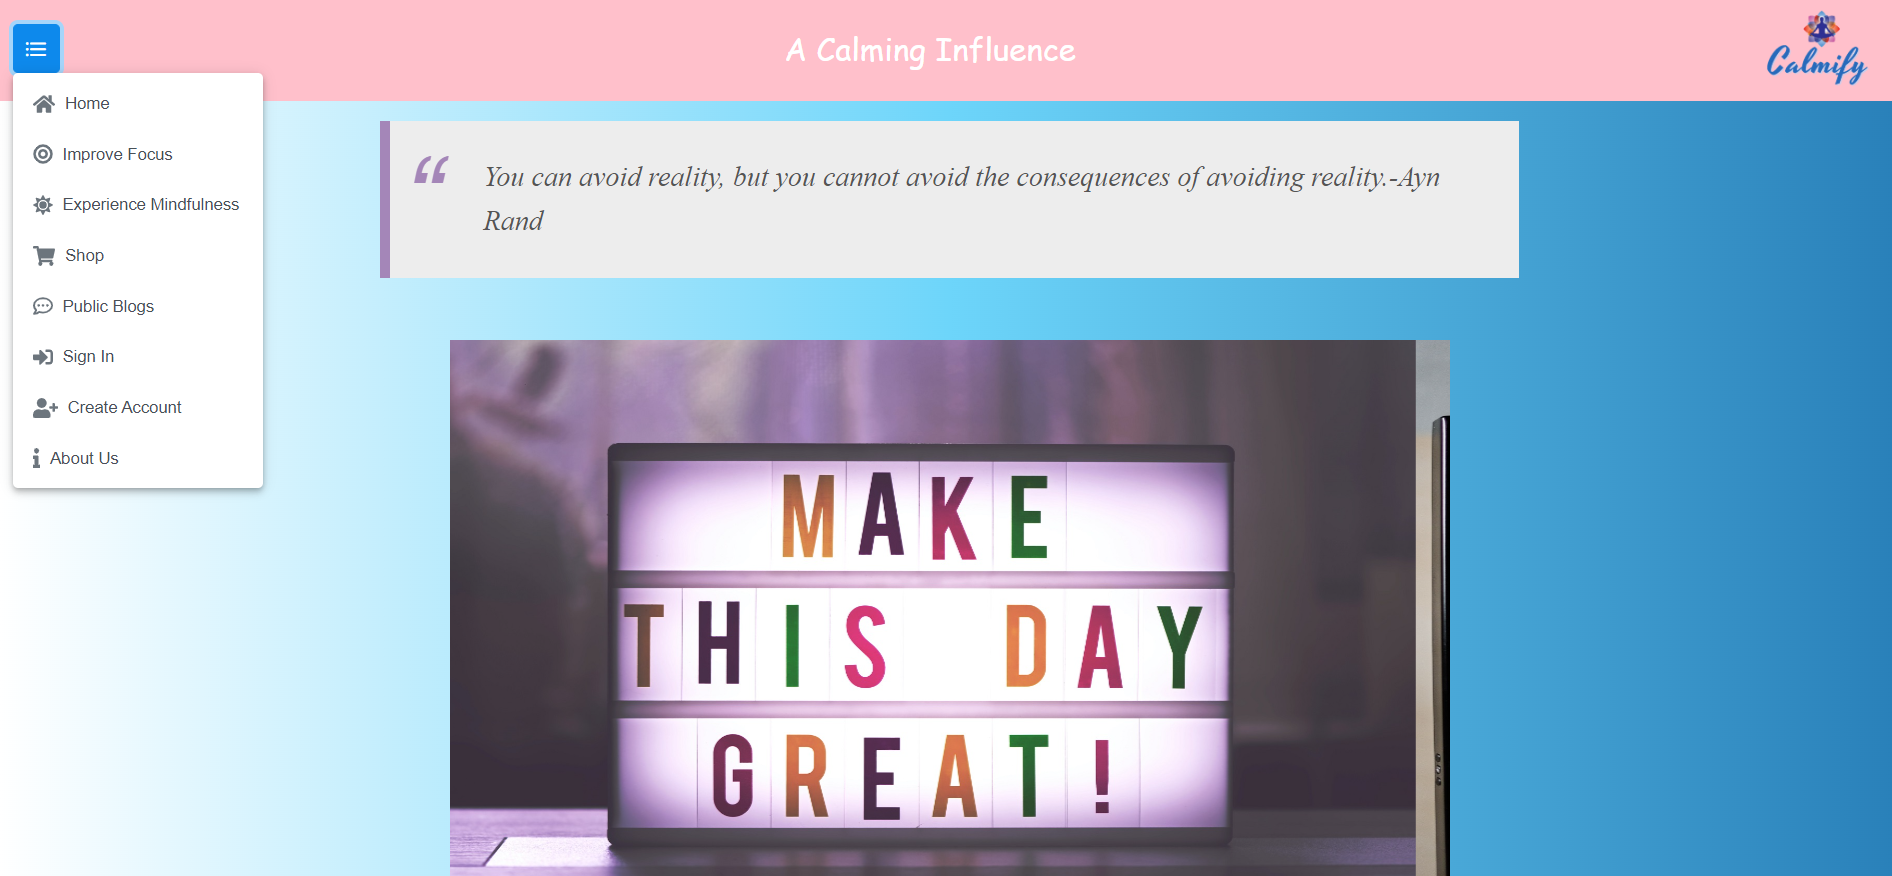 A Calming Influence
Calmify
Home
Improve Focus
Experience Mindfulness
Shop
Public Blogs
Sign In
Create Account
About Us
“ You can avoid reality, but you cannot avoid the consequences of avoiding reality.-Ayn
Rand
MAKE
THIS DAY
GREAT!